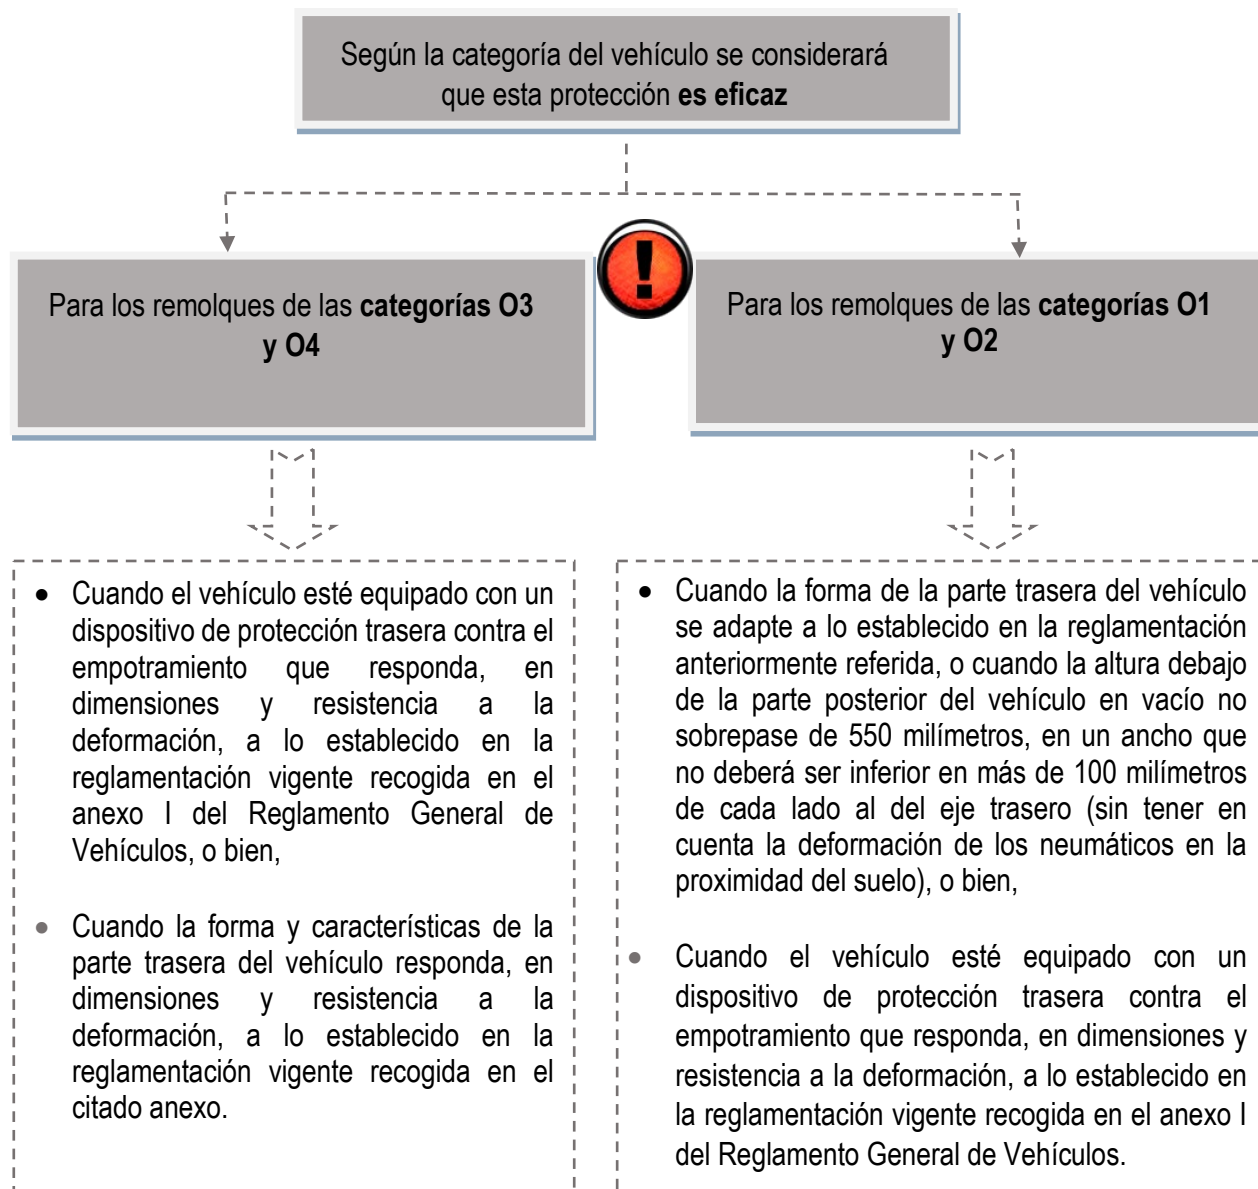 Según la categoría del vehículo se considerará
que esta protección es eficaz
Para los remolques de las categorías O3
y O4
!
Para los remolques de las categorías O1
y O2
• Cuando el vehículo esté equipado con un
dispositivo de protección trasera contra el
empotramiento que responda, en
dimensiones y resistencia a la
deformación, a lo establecido en la
reglamentación vigente recogida en el
anexo I del Reglamento General de
Vehículos, o bien,
• Cuando la forma y características de la
parte trasera del vehículo responda, en
dimensiones y resistencia a la
deformación, a lo establecido en la
reglamentación vigente recogida en el
citado anexo.
• Cuando la forma de la parte trasera del vehículo
se adapte a lo establecido en la reglamentación
anteriormente referida, o cuando la altura debajo
de la parte posterior del vehículo en vacío no
sobrepase de 550 milímetros, en un ancho que
no deberá ser inferior en más de 100 milímetros
de cada lado al del eje trasero (sin tener en
cuenta la deformación de los neumáticos en la
proximidad del suelo), o bien,
• Cuando el vehículo esté equipado con un
dispositivo de protección trasera contra el
empotramiento que responda, en dimensiones y
resistencia a la deformación, a lo establecido en
la reglamentación vigente recogida en el anexo I
del Reglamento General de Vehículos.